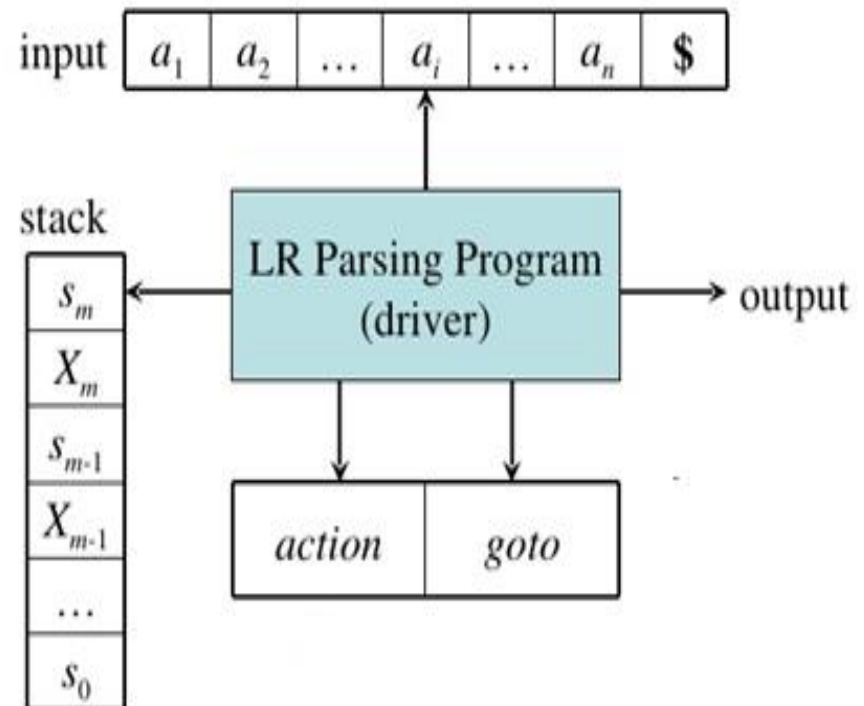 input a₁ a₂ … aᵢ … aₙ $
stack
LR Parsing Program
(driver)
output
sₘ
Xₘ
sₘ₋₁
Xₘ₋₁
…
s₀
action goto